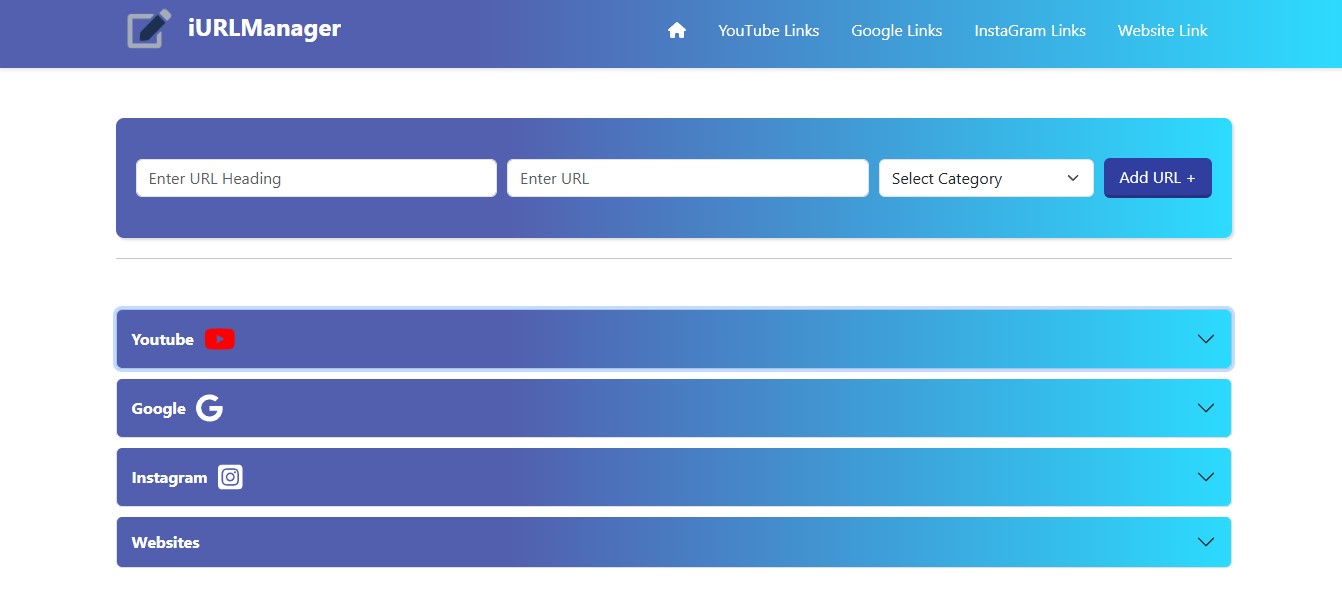 iURLManager
YouTube Links Google Links InstaGram Links Website Link
Enter URL Heading Enter URL Select Category Add URL +
Youtube
Google
Instagram
Websites